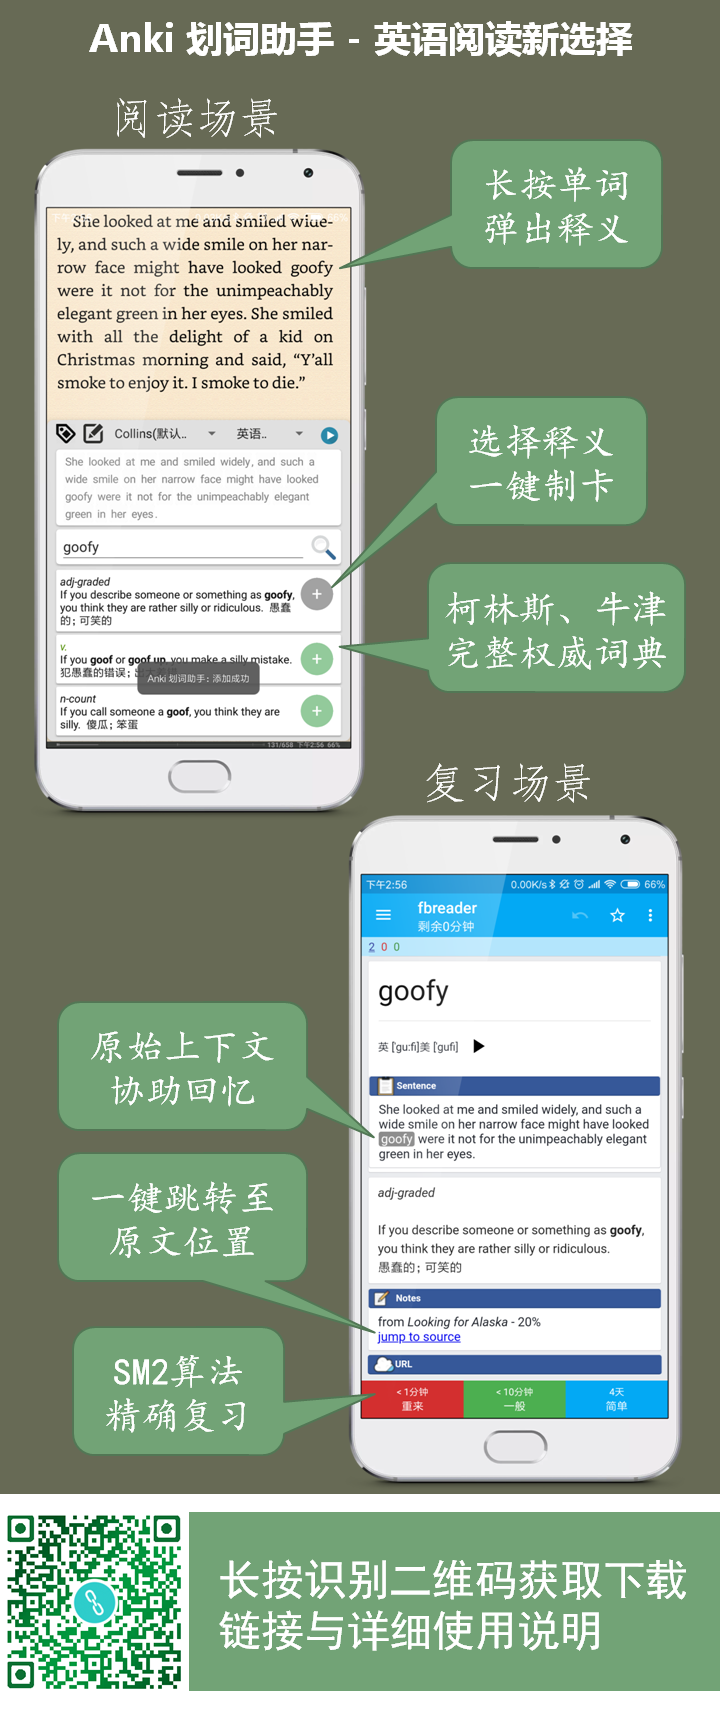 Anki 划词助手 - 英语阅读新选择
阅读场景
长按单词
弹出释义
She looked at me and smiled wide-
ly, and such a wide smile on her nar-
row face might have looked goofy
were it not for the unimpeachably
elegant green in her eyes. She smiled
with all the delight of a kid on
Christmas morning and said, “Y’all
smoke to enjoy it. I smoke to die.”
Collins(默认..
英语..
She looked at me and smiled widely, and such a
wide smile on her narrow face might have looked
goofy were it not for the unimpeachably elegant
green in her eyes.
goofy
adj-graded
If you describe someone or something as goofy,
you think they are rather silly or ridiculous. 愚蠢
的; 可笑的
v.
If you goof or goof up, you make a silly mistake.
犯愚蠢的错误;
Anki 划词助手: 添加成功
n-count
If you call someone a goof, you think they are
silly. 傻瓜; 笨蛋
131/658 下午2:56 66%
选择释义
一键制卡
柯林斯、牛津
完整权威词典
复习场景
下午2:56 0.00K/s 66%
fbreader
剩余0分钟
2 0 0
goofy
英 ['gu:fi]美 ['gufi]
Sentence
She looked at me and smiled widely, and such a
wide smile on her narrow face might have looked
goofy were it not for the unimpeachably elegant
green in her eyes.
adj-graded
If you describe someone or something as goofy,
you think they are rather silly or ridiculous.
愚蠢的; 可笑的
Notes
from Looking for Alaska - 20%
jump to source
URL
< 1分钟
重来
< 10分钟
一般
4天
简单
原始上下文
协助回忆
一键跳转至
原文位置
SM2算法
精确复习
长按识别二维码获取下载
链接与详细使用说明